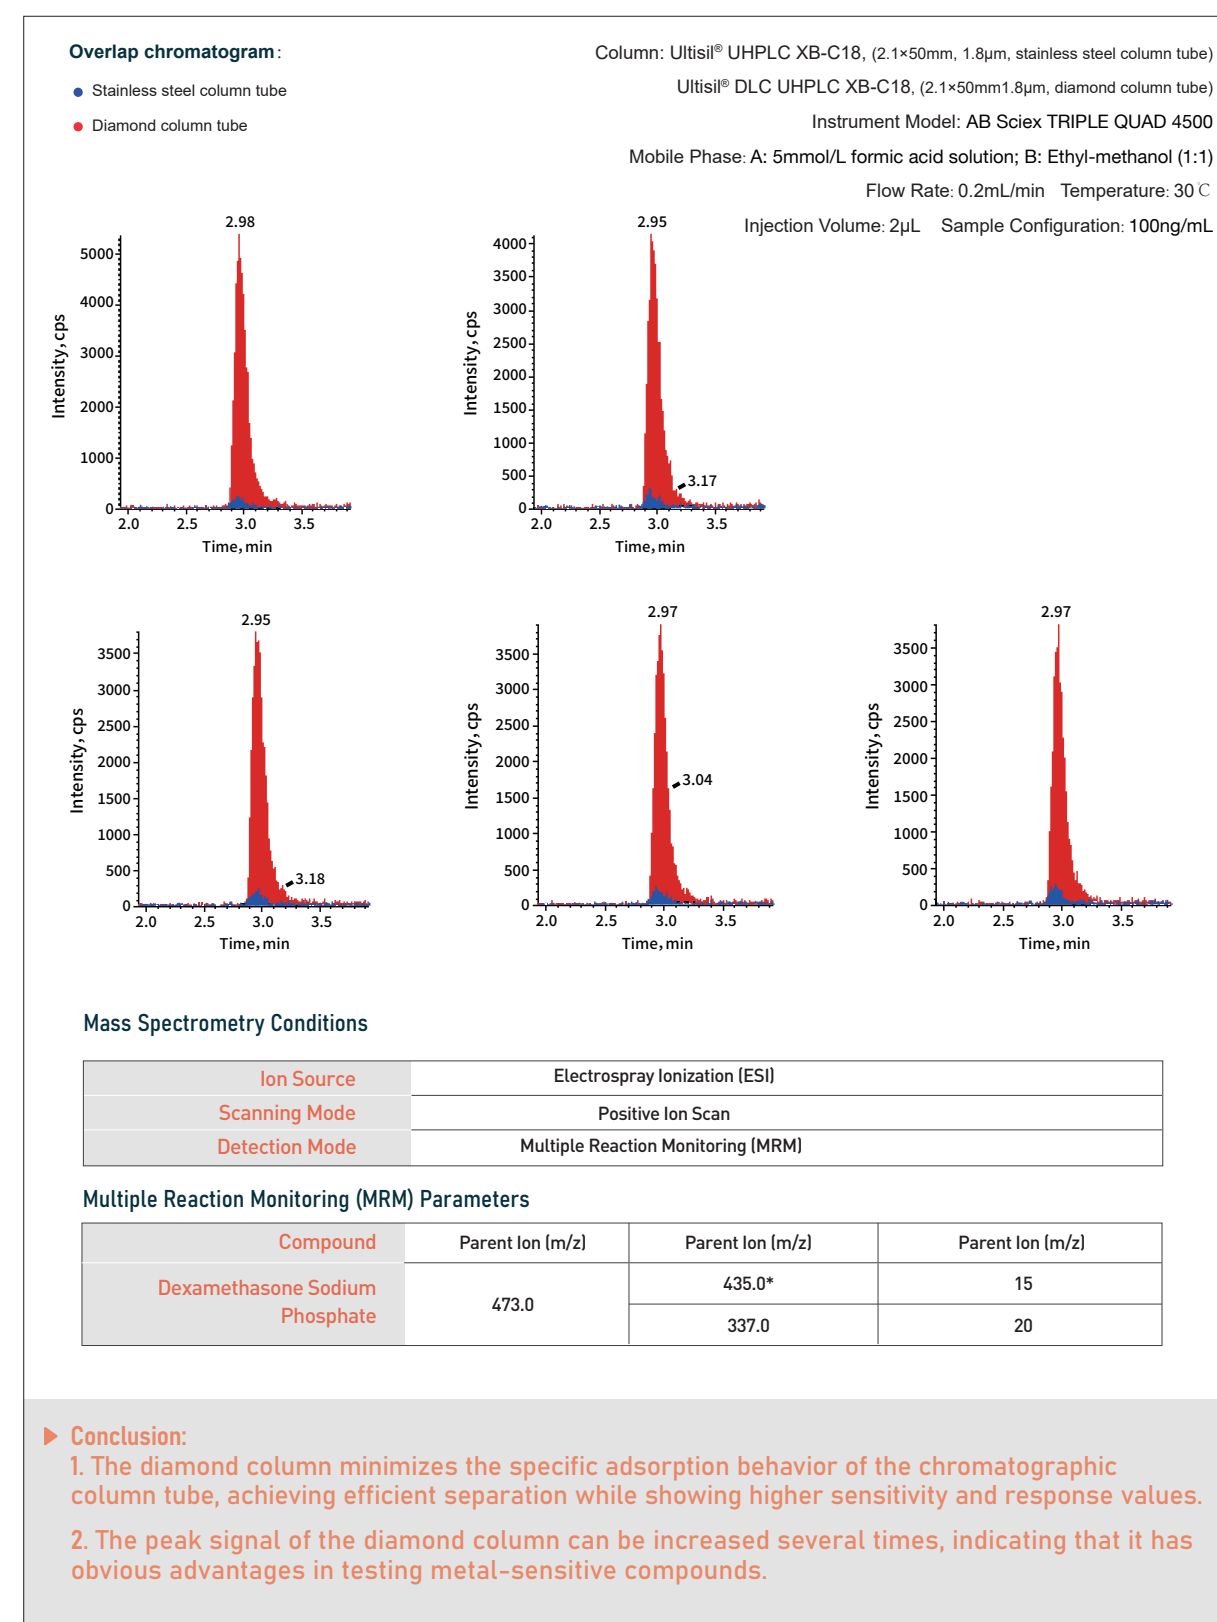 Overlap chromatogram:
Stainless steel column tube
Diamond column tube
Column: Ultisil® UHPLC XB-C18, (2.1×50mm, 1.8μm, stainless steel column tube)
Ultisil® DLC UHPLC XB-C18, (2.1×50mm1.8μm, diamond column tube)
Instrument Model: AB Sciex TRIPLE QUAD 4500
Mobile Phase: A: 5mmol/L formic acid solution; B: Ethyl-methanol (1:1)
Flow Rate: 0.2mL/min Temperature: 30℃
Injection Volume: 2μL Sample Configuration: 100ng/mL
2.98
5000
4000
3000
2000
1000
0
Intensity, cps
2.0 2.5 3.0 3.5
Time, min
2.95
4000
3500
3000
2500
2000
1500
1000
500
0
3.17
Intensity, cps
2.0 2.5 3.0 3.5
Time, min
2.95
3500
3000
2500
2000
1500
1000
500
0
3.18
Intensity, cps
2.0 2.5 3.0 3.5
Time, min
2.97
3500
3000
2500
2000
1500
1000
500
0
3.04
Intensity, cps
2.0 2.5 3.0 3.5
Time, min
2.97
3500
3000
2500
2000
1500
1000
500
0
Intensity, cps
2.0 2.5 3.0 3.5
Time, min
Mass Spectrometry Conditions
Ion Source Electrospray Ionization (ESI)
Scanning Mode Positive Ion Scan
Detection Mode Multiple Reaction Monitoring (MRM)
Multiple Reaction Monitoring (MRM) Parameters
Compound Parent Ion (m/z) Parent Ion (m/z) Parent Ion (m/z)
Dexamethasone Sodium
Phosphate
473.0
435.0* 15
337.0 20
Conclusion:
1. The diamond column minimizes the specific adsorption behavior of the chromatographic
column tube, achieving efficient separation while showing higher sensitivity and response values.
2. The peak signal of the diamond column can be increased several times, indicating that it has
obvious advantages in testing metal-sensitive compounds.